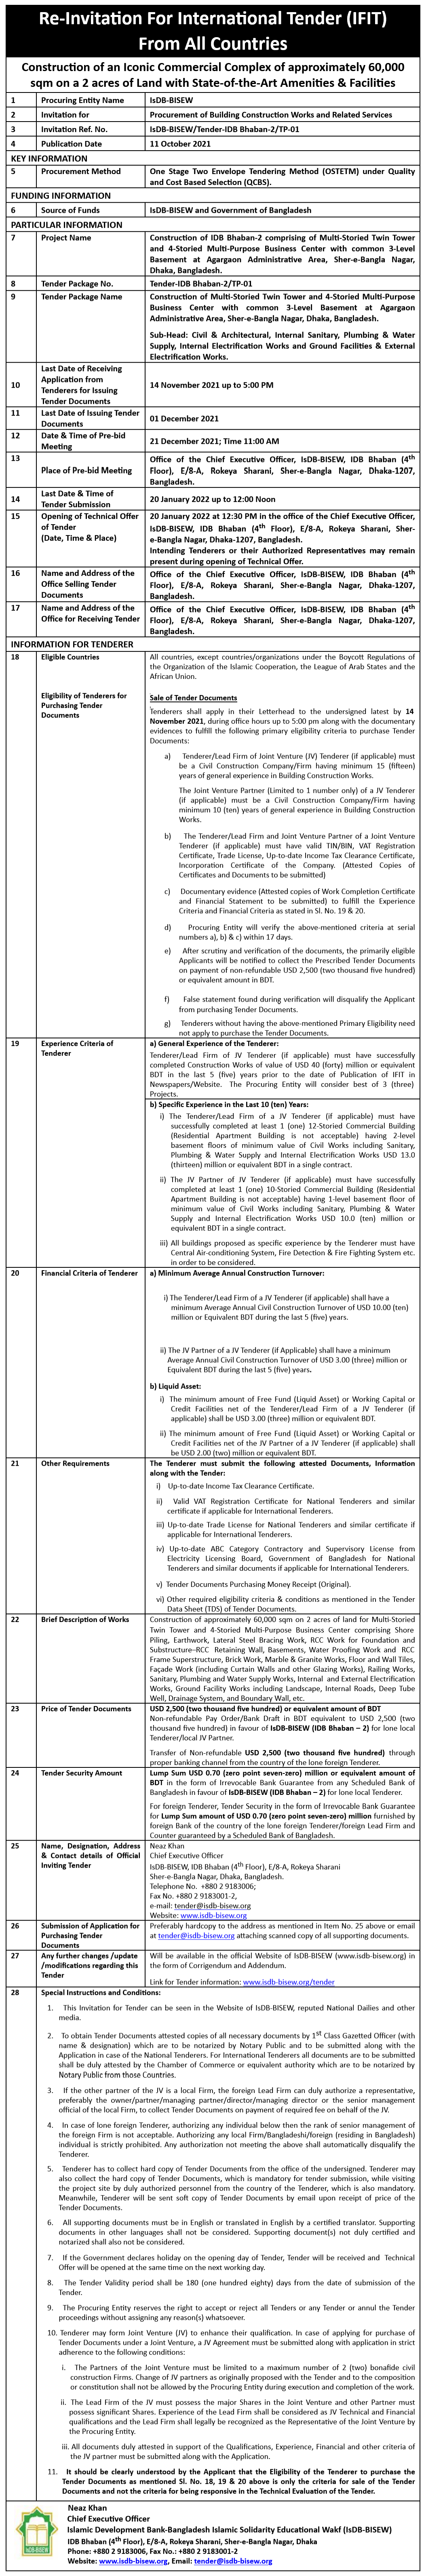 Re-Invitation For International Tender (IFIT)
From All Countries
Construction of an Iconic Commercial Complex of approximately 60,000
sqm on a 2 acres of Land with State-of-the-Art Amenities & Facilities
1 Procuring Entity Name IsDB-BISEW
2 Invitation for Procurement of Building Construction Works and Related Services
3 Invitation Ref. No. IsDB-BISEW/Tender-IDB Bhaban-2/TP-01
4 Publication Date 11 October 2021
KEY INFORMATION
5 Procurement Method One Stage Two Envelope Tendering Method (OSTETM) under Quality
and Cost Based Selection (QCBS).
FUNDING INFORMATION
6 Source of Funds IsDB-BISEW and Government of Bangladesh
PARTICULAR INFORMATION
7 Project Name Construction of IDB Bhaban-2 comprising of Multi-Storied Twin Tower
and 4-Storied Multi-Purpose Business Center with common 3-Level
Basement at Agargaon Administrative Area, Sher-e-Bangla Nagar,
Dhaka, Bangladesh.
8 Tender Package No. Tender-IDB Bhaban-2/TP-01
9 Tender Package Name Construction of Multi-Storied Twin Tower and 4-Storied Multi-Purpose
Business Center with common 3-Level Basement at Agargaon
Administrative Area, Sher-e-Bangla Nagar, Dhaka, Bangladesh.
Sub-Head: Civil & Architectural, Internal Sanitary, Plumbing & Water
Supply, Internal Electrification Works and Ground Facilities & External
Electrification Works.
10 Last Date of Receiving
Application from
Tenderers for Issuing
Tender Documents
14 November 2021 up to 5:00 PM
11 Last Date of Issuing Tender
Documents
01 December 2021
12 Date & Time of Pre-bid
Meeting
21 December 2021; Time 11:00 AM
13 Place of Pre-bid Meeting
Office of the Chief Executive Officer, IsDB-BISEW, IDB Bhaban (4th
Floor), E/8-A, Rokeya Sharani, Sher-e-Bangla Nagar, Dhaka-1207,
Bangladesh.
14 Last Date & Time of
Tender Submission
20 January 2022 up to 12:00 Noon
15 Opening of Technical Offer
of Tender
(Date, Time & Place)
20 January 2022 at 12:30 PM in the office of the Chief Executive Officer,
IsDB-BISEW, IDB Bhaban (4th Floor), E/8-A, Rokeya Sharani, Sher-
e-Bangla Nagar, Dhaka-1207, Bangladesh.
Intending Tenderers or their Authorized Representatives may remain
present during opening of Technical Offer.
16 Name and Address of the
Office Selling Tender
Documents
Office of the Chief Executive Officer, IsDB-BISEW, IDB Bhaban (4th
Floor), E/8-A, Rokeya Sharani, Sher-e-Bangla Nagar, Dhaka-1207,
Bangladesh.
17 Name and Address of the
Office for Receiving Tender
Office of the Chief Executive Officer, IsDB-BISEW, IDB Bhaban (4th
Floor), E/8-A, Rokeya Sharani, Sher-e-Bangla Nagar, Dhaka-1207,
Bangladesh.
INFORMATION FOR TENDERER
18 Eligible Countries
All countries, except countries/organizations under the Boycott Regulations of
the Organization of the Islamic Cooperation, the League of Arab States and the
African Union.
Eligibility of Tenderers for
Purchasing Tender
Documents
Sale of Tender Documents
Tenderers shall apply in their Letterhead to the undersigned latest by 14
November 2021, during office hours up to 5:00 pm along with the documentary
evidences to fulfill the following primary eligibility criteria to purchase Tender
Documents:
a) Tenderer/Lead Firm of Joint Venture (JV) Tenderer (if applicable) must
be a Civil Construction Company/Firm having minimum 15 (fifteen)
years of general experience in Building Construction Works.
The Joint Venture Partner (Limited to 1 number only) of a JV Tenderer
(if applicable) must be a Civil Construction Company/Firm having
minimum 10 (ten) years of general experience in Building Construction
Works.
b) The Tenderer/Lead Firm and Joint Venture Partner of a Joint Venture
Tenderer (if applicable) must have valid TIN/BIN, VAT Registration
Certificate, Trade License, Up-to-date Income Tax Clearance Certificate,
Incorporation Certificate of the Company. (Attested Copies of
Certificates and Documents to be submitted)
c) Documentary evidence (Attested copies of Work Completion Certificate
and Financial Statement to be submitted) to fulfill the Experience
Criteria and Financial Criteria as stated in Sl. No. 19 & 20.
d) Procuring Entity will verify the above-mentioned criteria at serial
numbers a), b) & c) within 17 days.
e) After scrutiny and verification of the documents, the primarily eligible
Applicants will be notified to collect the Prescribed Tender Documents
on payment of non-refundable USD 2,500 (two thousand five hundred)
or equivalent amount in BDT.
f) False statement found during verification will disqualify the Applicant
from purchasing Tender Documents.
g) Tenderers without having the above-mentioned Primary Eligibility need
not apply to purchase the Tender Documents.
19 Experience Criteria of
Tenderer
a) General Experience of the Tenderer:
Tenderer/Lead Firm of JV Tenderer (if applicable) must have successfully
completed Construction Works of value of USD 40 (forty) million or equivalent
BDT in the last 5 (five) years prior to the date of Publication of IFIT in
Newspapers/Website. The Procuring Entity will consider best of 3 (three)
Projects.
b) Specific Experience in the Last 10 (ten) Years:
i) The Tenderer/Lead Firm of a JV Tenderer (if applicable) must have
successfully completed at least 1 (one) 12-Storied Commercial Building
(Residential Apartment Building is not acceptable) having 2-level
basement floors of minimum value of Civil Works including Sanitary,
Plumbing & Water Supply and Internal Electrification Works USD 13.0
(thirteen) million or equivalent BDT in a single contract.
ii) The JV Partner of JV Tenderer (if applicable) must have successfully
completed at least 1 (one) 10-Storied Commercial Building (Residential
Apartment Building is not acceptable) having 1-level basement floor of
minimum value of Civil Works including Sanitary, Plumbing & Water
Supply and Internal Electrification Works USD 10.0 (ten) million or
equivalent BDT in a single contract.
iii) All buildings proposed as specific experience by the Tenderer must have
Central Air-conditioning System, Fire Detection & Fire Fighting System etc.
in order to be considered.
20 Financial Criteria of Tenderer
a) Minimum Average Annual Construction Turnover:
i) The Tenderer/Lead Firm of a JV Tenderer (if applicable) shall have a
minimum Average Annual Civil Construction Turnover of USD 10.00 (ten)
million or Equivalent BDT during the last 5 (five) years.
ii) The JV Partner of a JV Tenderer (if Applicable) shall have a minimum
Average Annual Civil Construction Turnover of USD 3.00 (three) million or
Equivalent BDT during the last 5 (five) years.
b) Liquid Asset:
i) The minimum amount of Free Fund (Liquid Asset) or Working Capital or
Credit Facilities net of the Tenderer/Lead Firm of a JV Tenderer (if
applicable) shall be USD 3.00 (three) million or equivalent BDT.
ii) The minimum amount of Free Fund (Liquid Asset) or Working Capital or
Credit Facilities net of the JV Partner of a JV Tenderer (if applicable) shall
be USD 2.00 (two) million or equivalent BDT.
21 Other Requirements
The Tenderer must submit the following attested Documents, Information
along with the Tender:
i) Up-to-date Income Tax Clearance Certificate.
ii) Valid VAT Registration Certificate for National Tenderers and similar
certificate if applicable for International Tenderers.
iii) Up-to-date Trade License for National Tenderers and similar certificate if
applicable for International Tenderers.
iv) Up-to-date ABC Category Contractory and Supervisory License from
Electricity Licensing Board, Government of Bangladesh for National
Tenderers and similar documents if applicable for International Tenderers.
v) Tender Documents Purchasing Money Receipt (Original).
vi) Other required eligibility criteria & conditions as mentioned in the Tender
Data Sheet (TDS) of Tender Documents.
22 Brief Description of Works
Construction of approximately 60,000 sqm on 2 acres of land for Multi-Storied
Twin Tower and 4-Storied Multi-Purpose Business Center comprising Shore
Piling, Earthwork, Lateral Steel Bracing Work, RCC Work for Foundation and
Substructure–RCC Retaining Wall, Basements, Water Proofing Work and RCC
Frame Superstructure, Brick Work, Marble & Granite Works, Floor and Wall Tiles,
Façade Work (including Curtain Walls and other Glazing Works), Railing Works,
Sanitary, Plumbing and Water Supply Works, Internal and External Electrification
Works, Ground Facility Works including Landscape, Internal Roads, Deep Tube
Well, Drainage System, and Boundary Wall, etc.
23 Price of Tender Documents
USD 2,500 (two thousand five hundred) or equivalent amount of BDT
Non-refundable Pay Order/Bank Draft in BDT equivalent to USD 2,500 (two
thousand five hundred) in favour of IsDB-BISEW (IDB Bhaban – 2) for lone local
Tenderer/local JV Partner.
Transfer of Non-refundable USD 2,500 (two thousand five hundred) through
proper banking channel from the country of the lone foreign Tenderer.
24 Tender Security Amount
Lump Sum USD 0.70 (zero point seven-zero) million or equivalent amount of
BDT in the form of Irrevocable Bank Guarantee from any Scheduled Bank of
Bangladesh in favour of IsDB-BISEW (IDB Bhaban – 2) for lone local Tenderer.
For foreign Tenderer, Tender Security in the form of Irrevocable Bank Guarantee
for Lump Sum amount of USD 0.70 (zero point seven-zero) million furnished by
foreign Bank of the country of the lone foreign Tenderer/foreign Lead Firm and
Counter guaranteed by a Scheduled Bank of Bangladesh.
25 Name, Designation, Address
& Contact details of Official
Inviting Tender
Neaz Khan
Chief Executive Officer
IsDB-BISEW, IDB Bhaban (4th Floor), E/8-A, Rokeya Sharani
Sher-e-Bangla Nagar, Dhaka, Bangladesh.
Telephone No. +880 2 9183006;
Fax No. +880 2 9183001-2,
e-mail: tender@isdb-bisew.org
Website: www.isdb-bisew.org
26 Submission of Application for
Purchasing Tender
Documents
Preferably hardcopy to the address as mentioned in Item No. 25 above or email
at tender@isdb-bisew.org attaching scanned copy of all supporting documents.
27 Any further changes /update
/modifications regarding this
Tender
Will be available in the official Website of IsDB-BISEW (www.isdb-bisew.org) in
the form of Corrigendum and Addendum.
Link for Tender information: www.isdb-bisew.org/tender
28 Special Instructions and Conditions:
1. This Invitation for Tender can be seen in the Website of IsDB-BISEW, reputed National Dailies and other
media.
2. To obtain Tender Documents attested copies of all necessary documents by 1st Class Gazetted Officer (with
name & designation) which are to be notarized by Notary Public and to be submitted along with the
Application in case of the National Tenderers. For International Tenderers all documents are to be submitted
shall be duly attested by the Chamber of Commerce or equivalent authority which are to be notarized by
Notary Public from those Countries.
3. If the other partner of the JV is a local Firm, the foreign Lead Firm can duly authorize a representative,
preferably the owner/partner/managing partner/director/managing director or the senior management
official of the local Firm, to collect Tender Documents on payment of required fee on behalf of the JV.
4. In case of lone foreign Tenderer, authorizing any individual below then the rank of senior management of
the foreign Firm is not acceptable. Authorizing any local Firm/Bangladeshi/foreign (residing in Bangladesh)
individual is strictly prohibited. Any authorization not meeting the above shall automatically disqualify the
Tenderer.
5. Tenderer has to collect hard copy of Tender Documents from the office of the undersigned. Tenderer may
also collect the hard copy of Tender Documents, which is mandatory for tender submission, while visiting
the project site by duly authorized personnel from the country of the Tenderer, which is also mandatory.
Meanwhile, Tenderer will be sent soft copy of Tender Documents by email upon receipt of price of the
Tender Documents.
6. All supporting documents must be in English or translated in English by a certified translator. Supporting
documents in other languages shall not be considered. Supporting document(s) not duly certified and
notarized shall also not be considered.
7. If the Government declares holiday on the opening day of Tender, Tender will be received and Technical
Offer will be opened at the same time on the next working day.
8. The Tender Validity period shall be 180 (one hundred eighty) days from the date of submission of the
Tender.
9. The Procuring Entity reserves the right to accept or reject all Tenders or any Tender or annul the Tender
proceedings without assigning any reason(s) whatsoever.
10. Tenderer may form Joint Venture (JV) to enhance their qualification. In case of applying for purchase of
Tender Documents under a Joint Venture, a JV Agreement must be submitted along with application in strict
adherence to the following conditions:
i. The Partners of the Joint Venture must be limited to a maximum number of 2 (two) bonafide civil
construction Firms. Change of JV partners as originally proposed with the Tender and to the composition
or constitution shall not be allowed by the Procuring Entity during execution and completion of the work.
ii. The Lead Firm of the JV must possess the major Shares in the Joint Venture and other Partner must
possess significant Shares. Experience of the Lead Firm shall be considered as JV Technical and Financial
qualifications and the Lead Firm shall legally be recognized as the Representative of the Joint Venture by
the Procuring Entity.
iii. All documents duly attested in support of the Qualifications, Experience, Financial and other criteria of
the JV partner must be submitted along with the Application.
11. It should be clearly understood by the Applicant that the Eligibility of the Tenderer to purchase the
Tender Documents as mentioned Sl. No. 18, 19 & 20 above is only the criteria for sale of the Tender
Documents and not the criteria for being responsive in the Technical Evaluation of the Tender.
Neaz Khan
Chief Executive Officer
Islamic Development Bank-Bangladesh Islamic Solidarity Educational Wakf (IsDB-BISEW)
IDB Bhaban (4th Floor), E/8-A, Rokeya Sharani, Sher-e-Bangla Nagar, Dhaka
Phone: +880 2 9183006, Fax No.: +880 2 9183001-2
Website: www.isdb-bisew.org, Email: tender@isdb-bisew.org